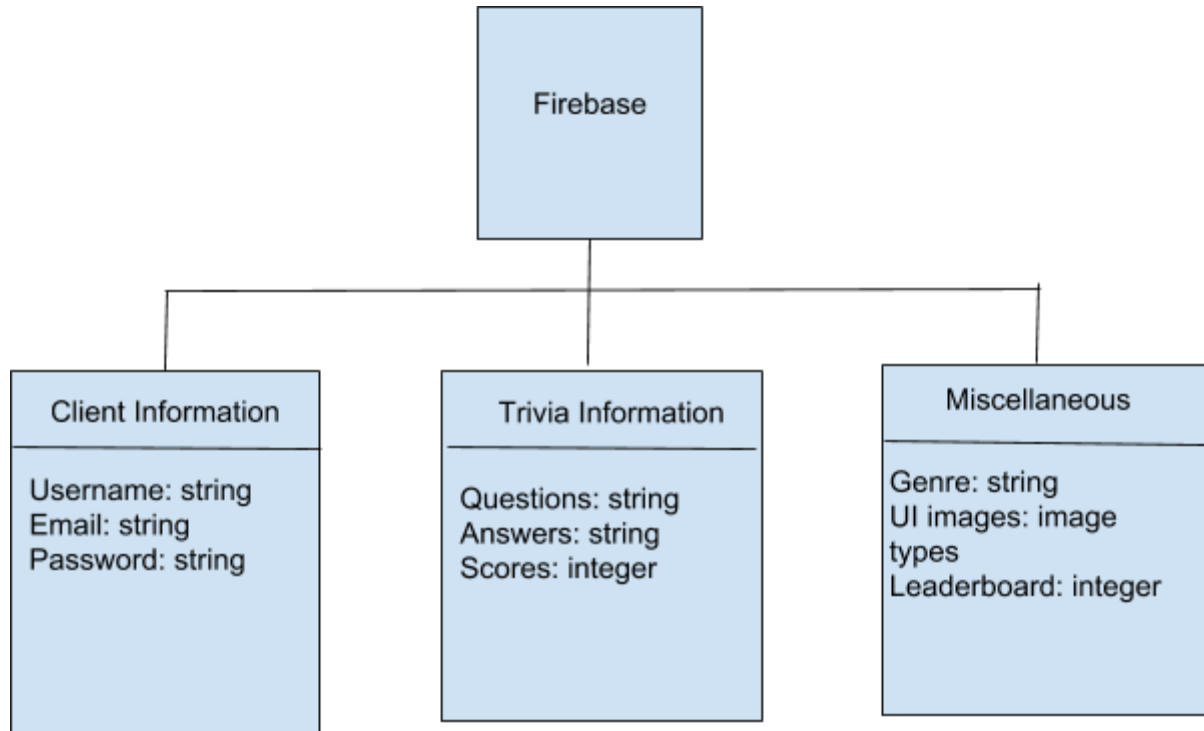 Firebase
Client Information
Username: string
Email: string
Password: string
Trivia Information
Questions: string
Answers: string
Scores: integer
Miscellaneous
Genre: string
UI images: image
types
Leaderboard: integer